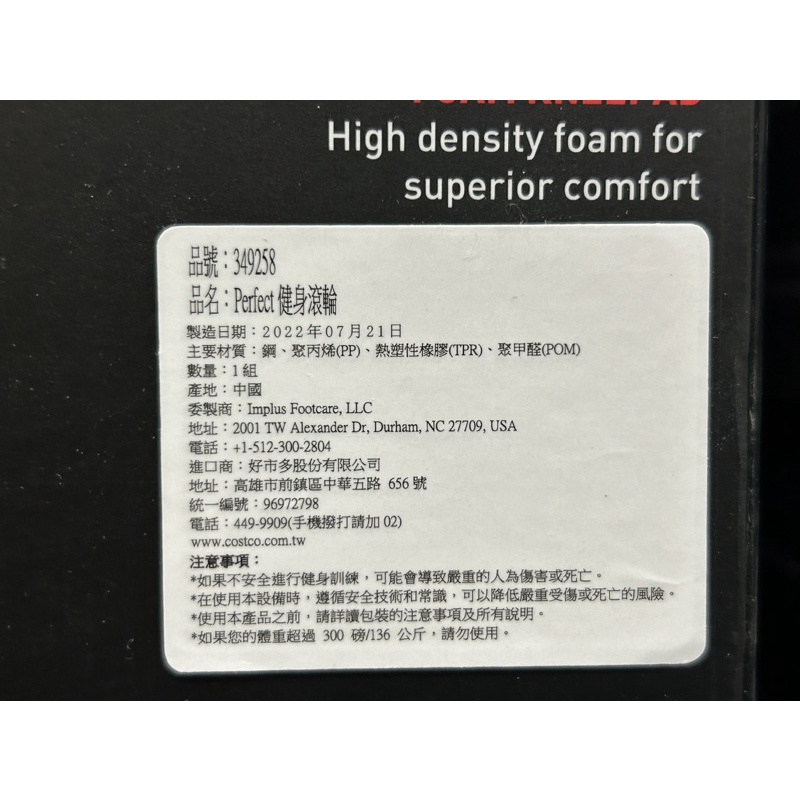 High density foam for
superior comfort
品號：349258
品名：Perfect 健身滾輪
製造日期：2022年07月21日
主要材質：鋼、聚丙烯(PP)、熱塑性橡膠(TPR)、聚甲醛(POM)
數量：1組
產地：中國
委製商：Implus Footcare, LLC
地址：2001 TW Alexander Dr, Durham, NC 27709, USA
電話：+1-512-300-2804
進口商：好市多股份有限公司
地址：高雄市前鎮區中華五路 656 號
統一編號：96972798
電話：449-9909(手機撥打請加 02)
www.costco.com.tw
注意事項：
*如果不安全進行健身訓練，可能會導致嚴重的人為傷害或死亡。
*在使用本設備時，遵循安全技術和常識，可以降低嚴重受傷或死亡的風險。
*使用本產品之前，請詳讀包裝的注意事項及所有說明。
*如果您的體重超過 300 磅/136 公斤，請勿使用。